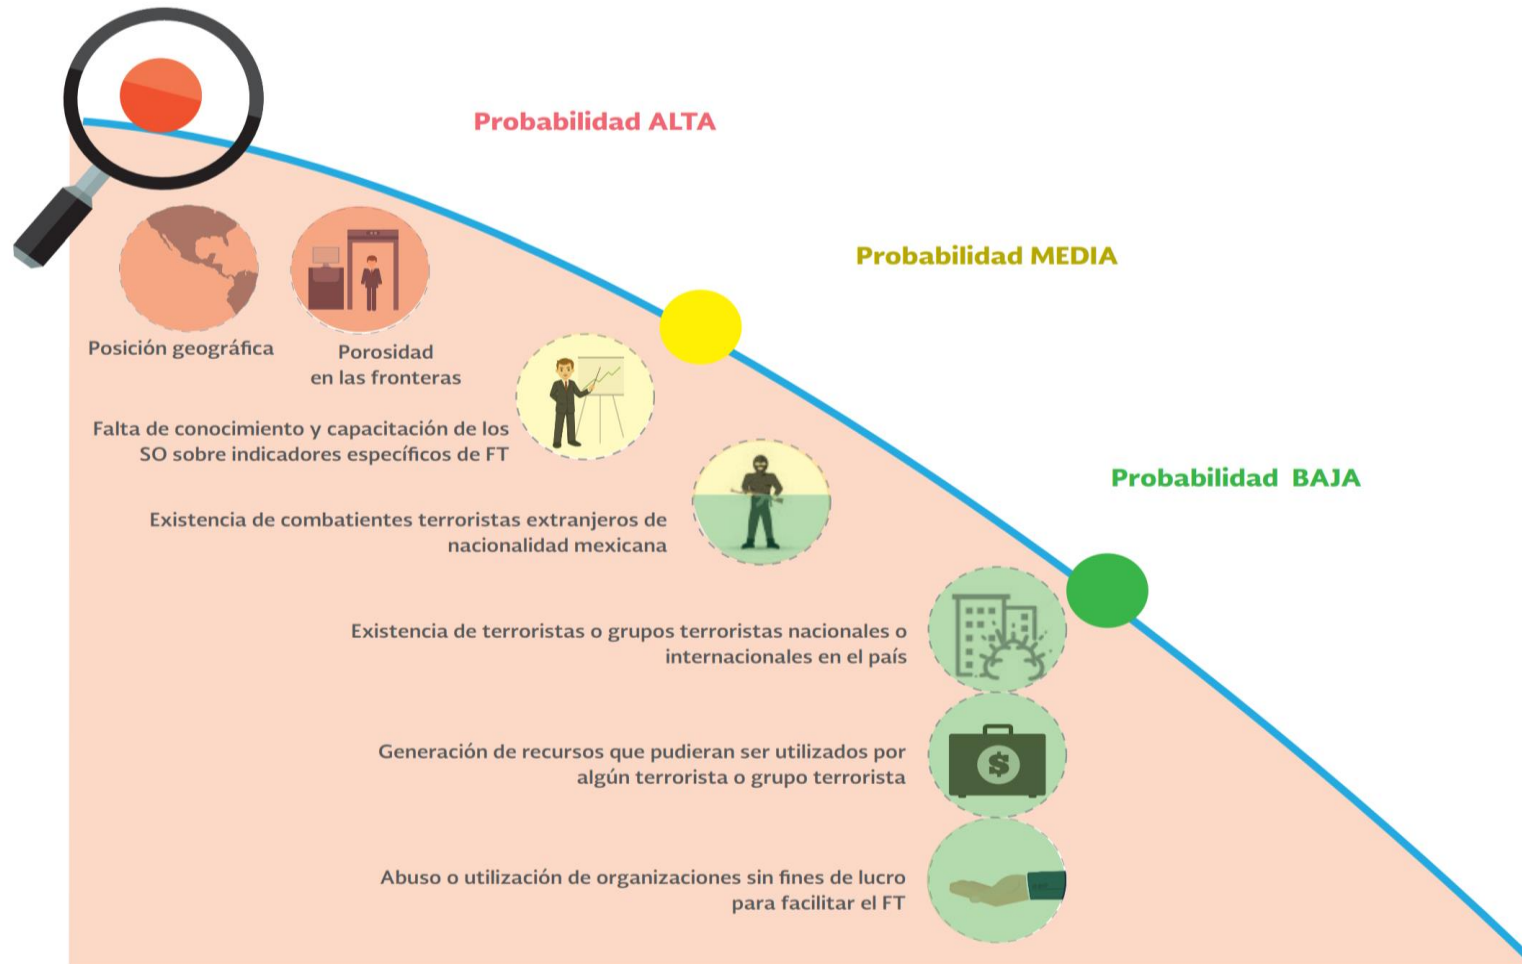 Probabilidad ALTA
Probabilidad MEDIA
Posición geográfica
Porosidad
en las fronteras
Falta de conocimiento y capacitación de los
SO sobre indicadores específicos de FT
Probabilidad BAJA
Existencia de combatientes terroristas extranjeros de
nacionalidad mexicana
Existencia de terroristas o grupos terroristas nacionales o
internacionales en el país
Generación de recursos que pudieran ser utilizados por
algún terrorista o grupo terrorista
$
Abuso o utilización de organizaciones sin fines de lucro
para facilitar el FT